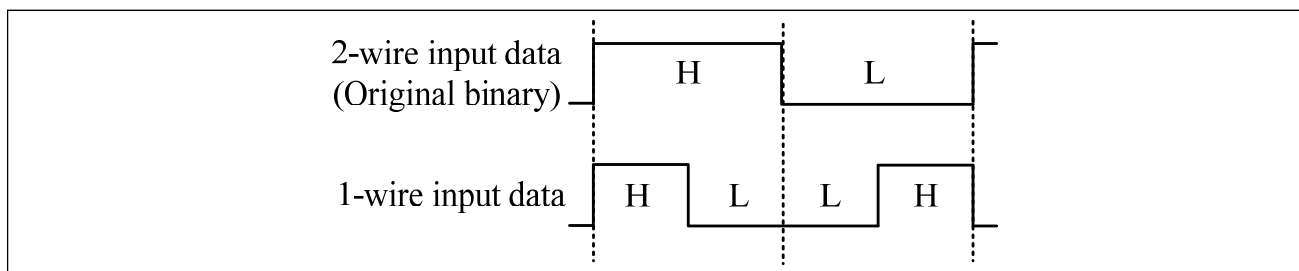 2-wire input data
(Original binary)
H L
1-wire input data
H L L H